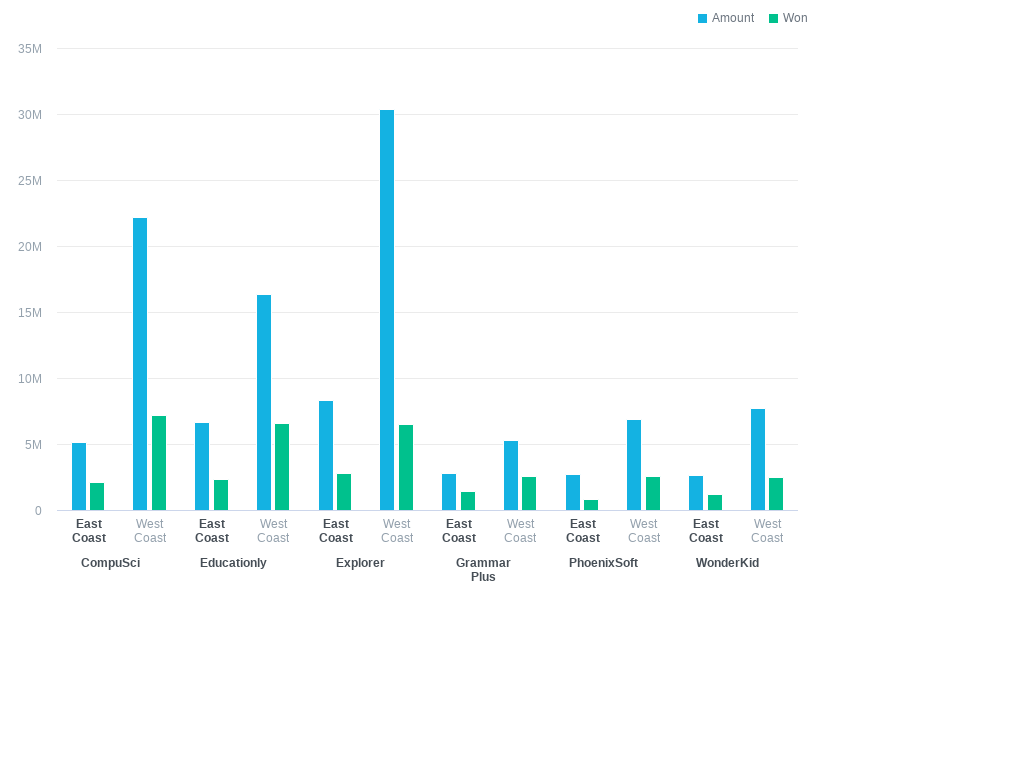 Amount Won
35M
30M
25M
20M
15M
10M
5M
0
East West East West East West East West East West East West
Coast Coast Coast Coast Coast Coast Coast Coast Coast Coast Coast Coast
CompuSci Educationly Explorer Grammar PhoenixSoft WonderKid
Plus